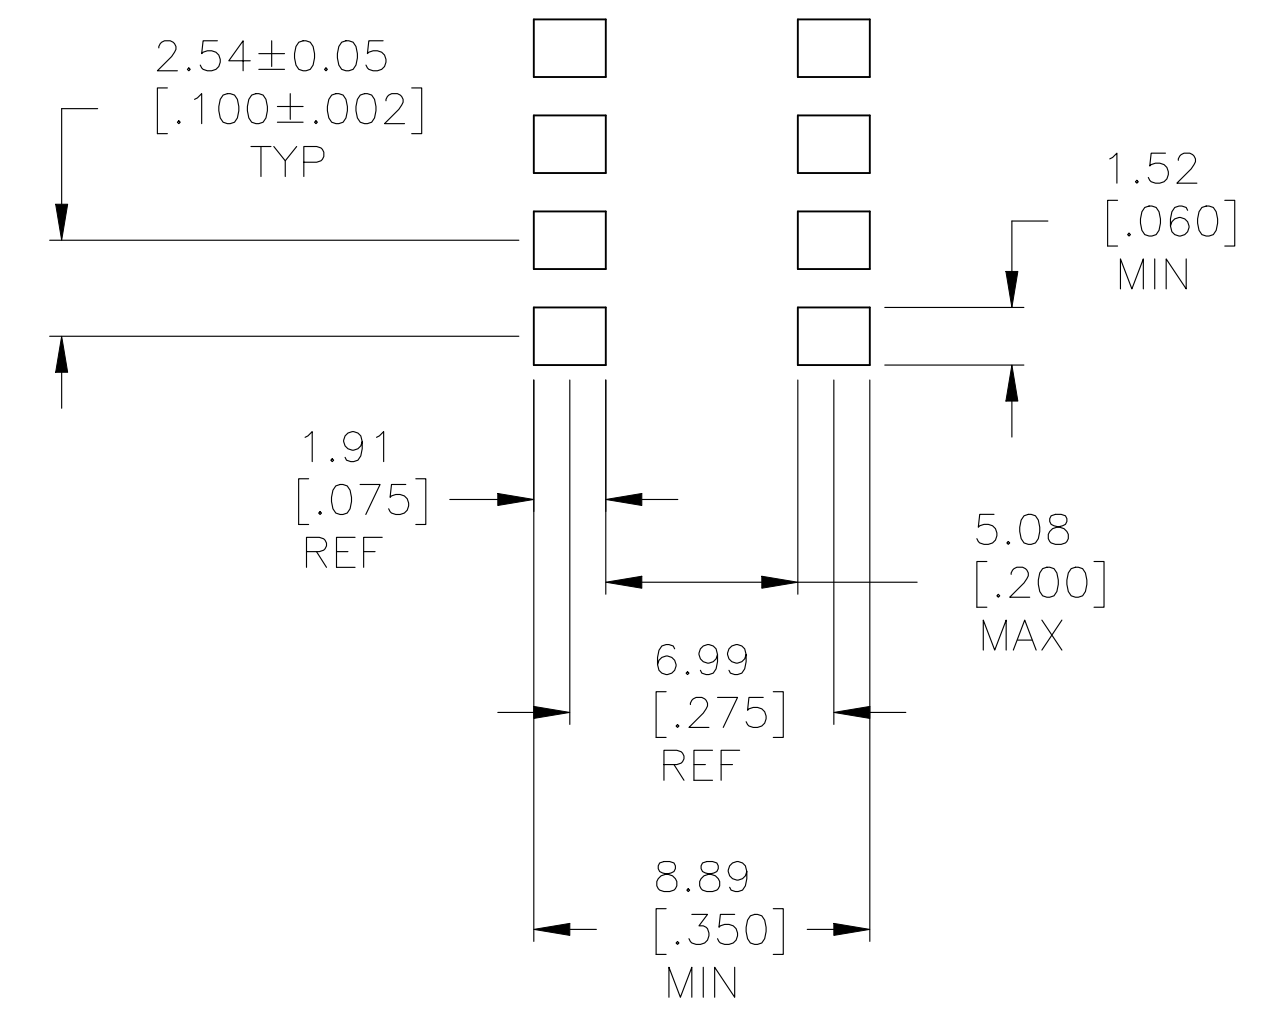 2.54±0.05
[.100±.002]
TYP
1.52
[.060]
MIN
1.91
[.075]
REF
5.08
[.200]
MAX
6.99
[.275]
REF
8.89
[.350]
MIN